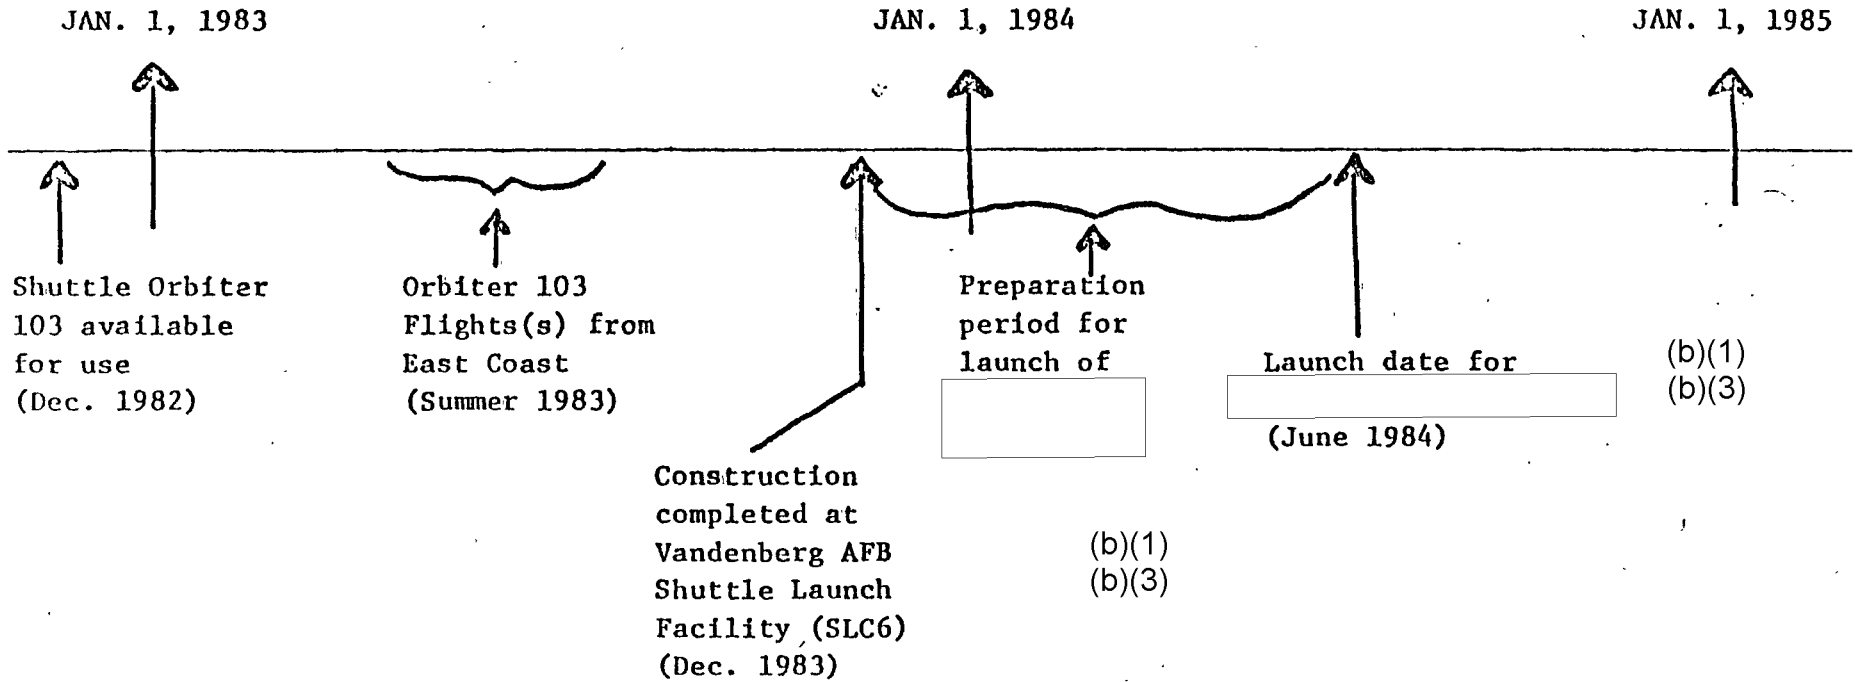 JAN. 1, 1983
JAN. 1, 1984
JAN. 1, 1985
Shuttle Orbiter
103 available
for use
(Dec. 1982)
Orbiter 103
Flights(s) from
East Coast
(Summer 1983)
Construction
completed at
Vandenberg AFB
Shuttle Launch
Facility (SLC6)
(Dec. 1983)
Preparation
period for
launch of
(b)(1)
(b)(3)
Launch date for
(June 1984)
(b)(1)
(b)(3)